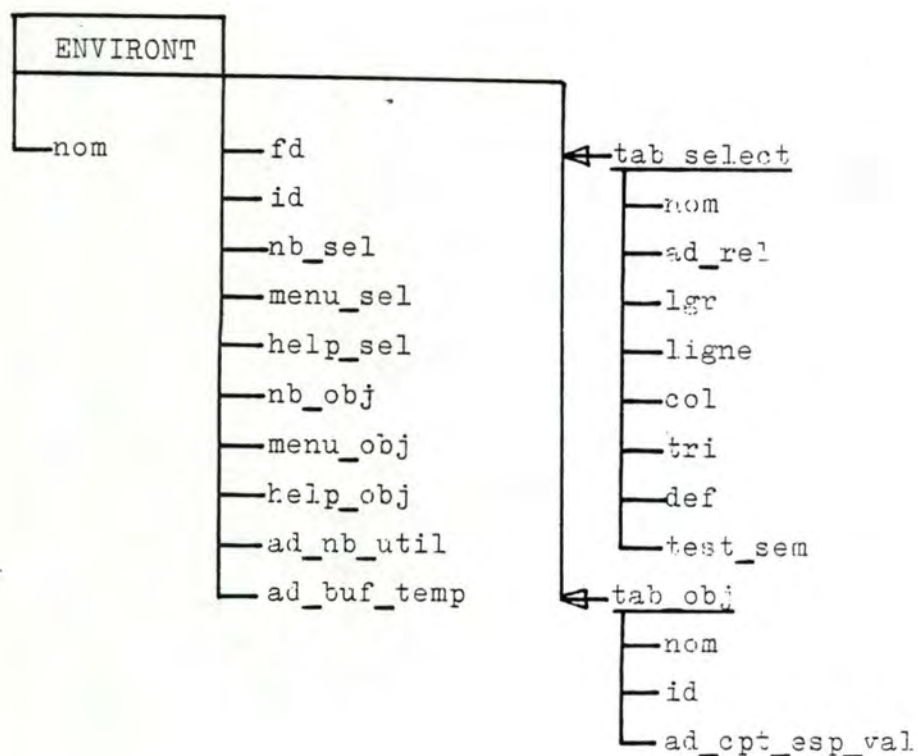 ENVIRONT
nom
fd
id
nb_sel
menu_sel
help_sel
nb_obj
menu_obj
help_obj
ad_nb_util
ad_buf_temp
tab_select
nom
ad_rel
lgr
ligne
col
tri
def
test_sem
tab_obj
nom
id
ad_cpt_esp_val